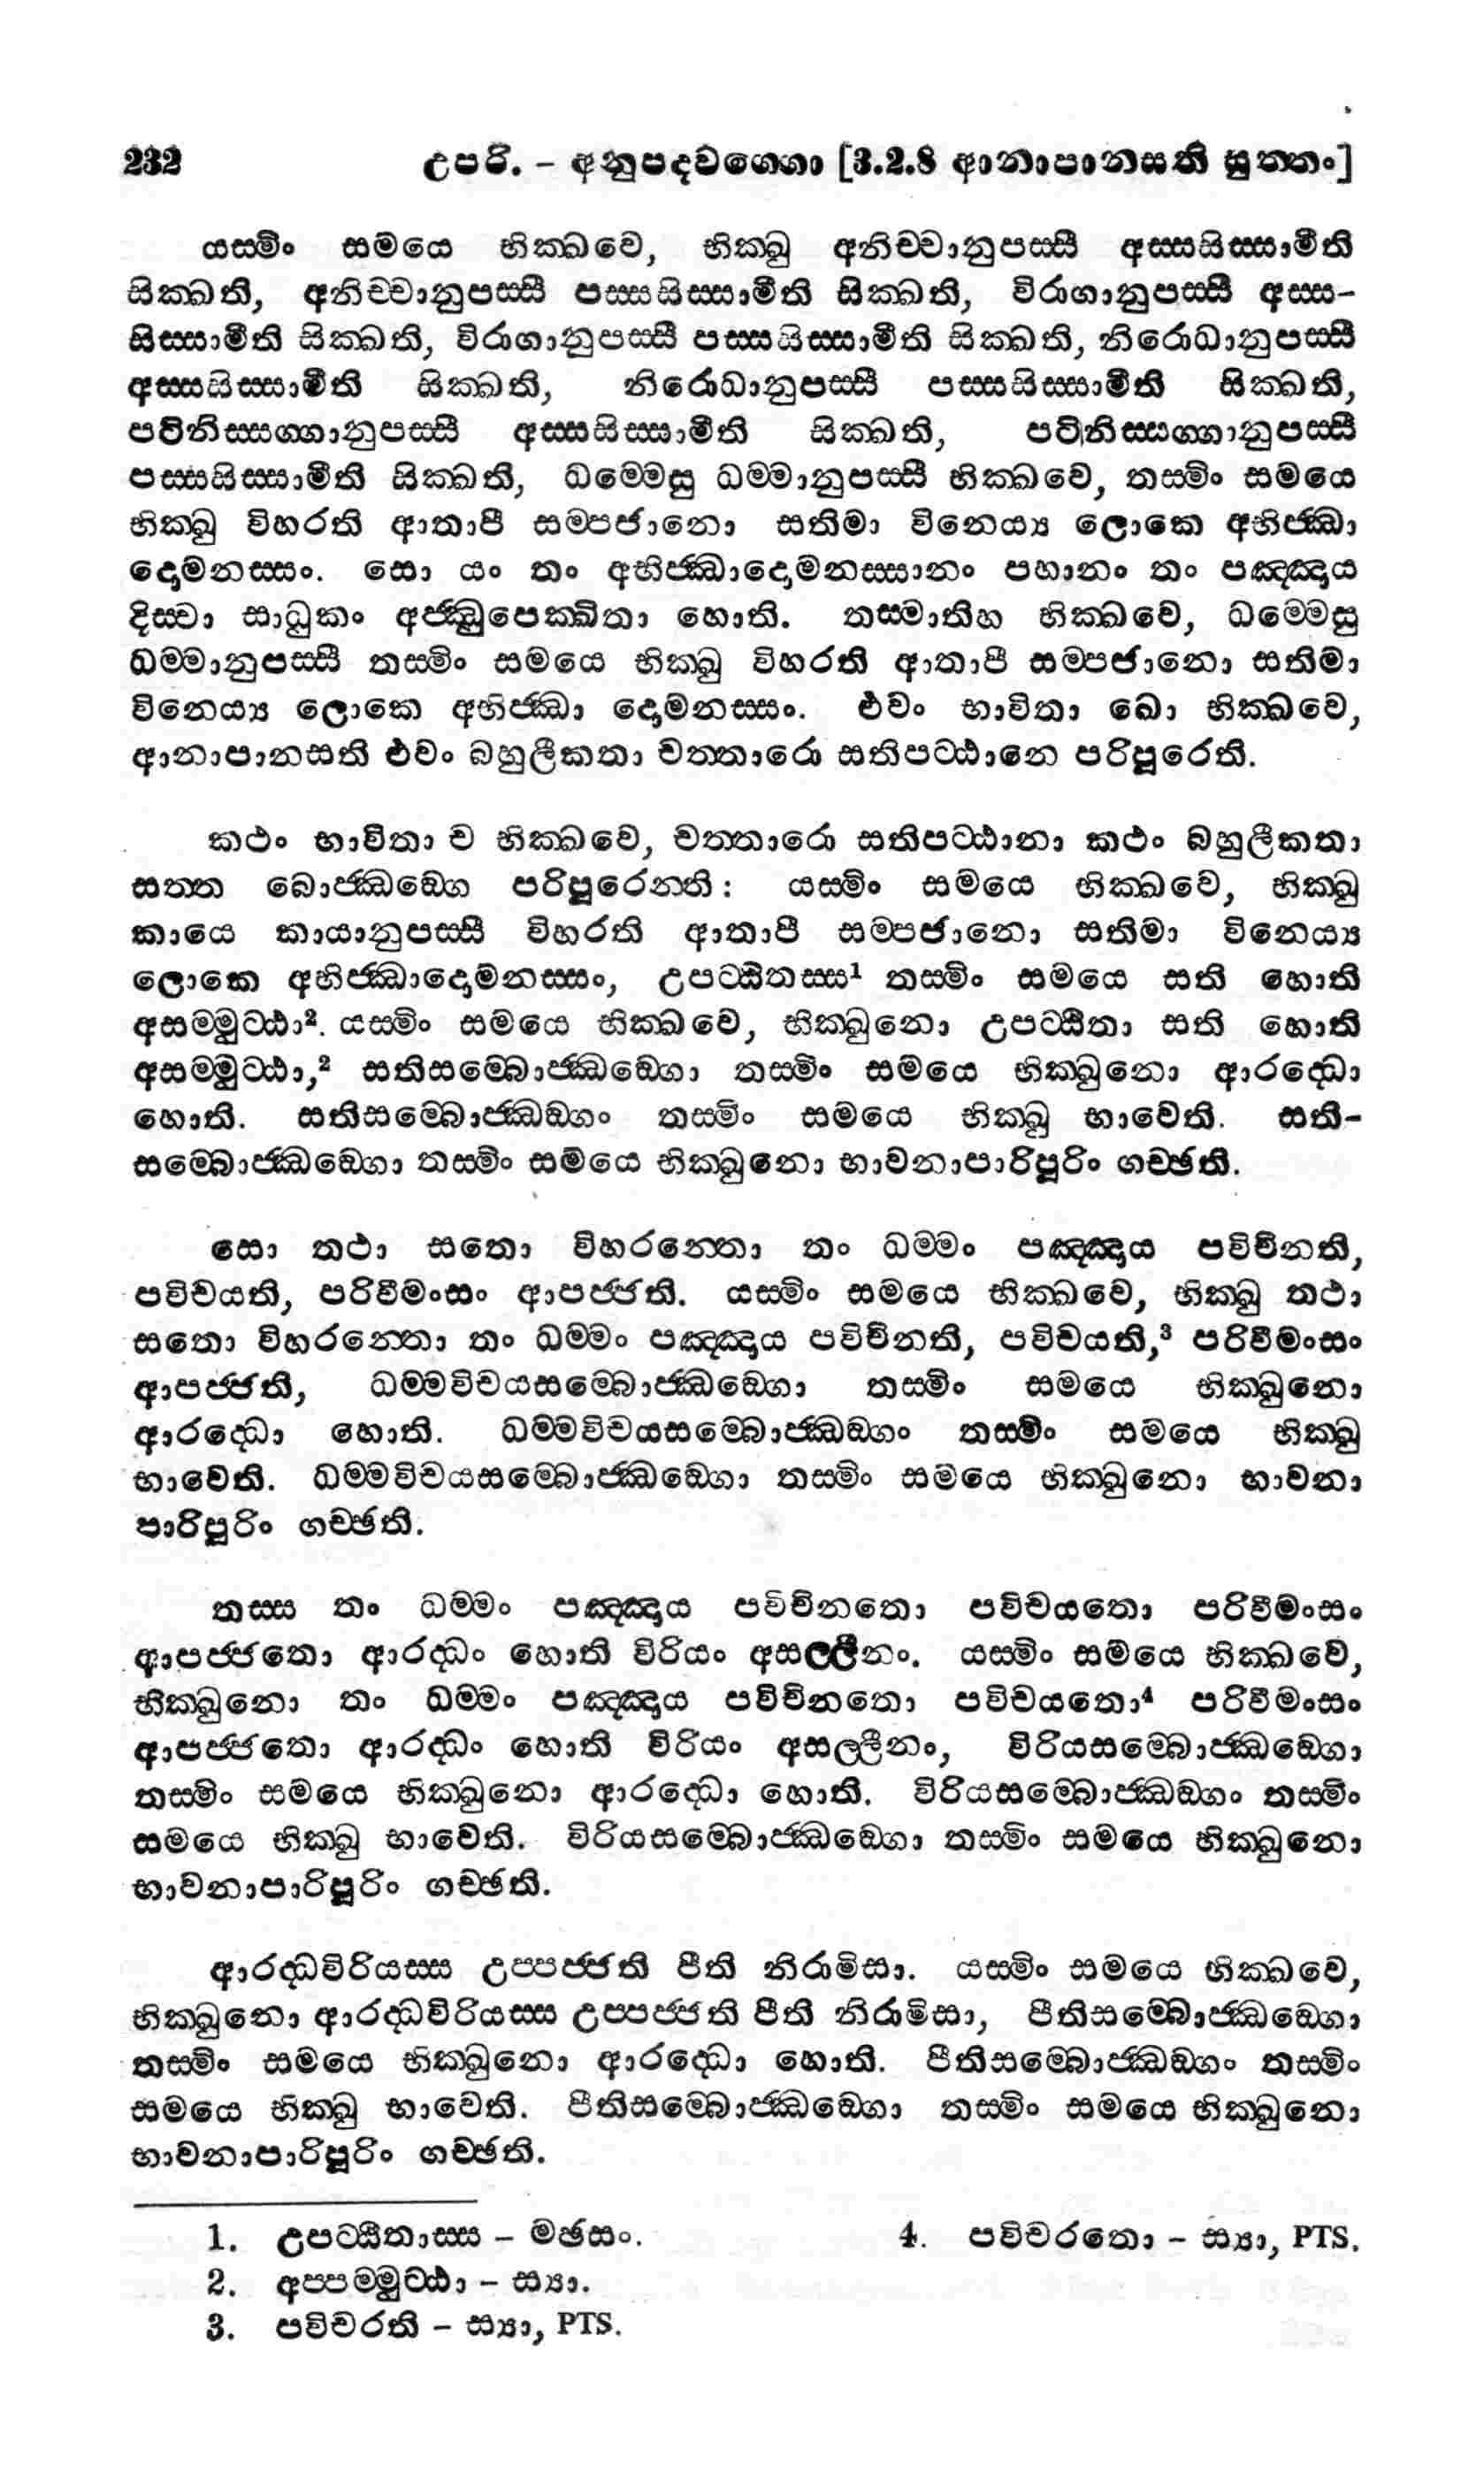 232 උපරි. – අනුපදවග්ගො [3.2.8 ආනාපානසති සුත්තං]
යස්මිං සමයෙ භික්ඛවෙ, භික්ඛු අනිච්චානුපස්සී අස්සසිස්සාමීති
සික්ඛති, අනිච්චානුපස්සී පස්සසිස්සාමීති සික්ඛති, විරාගානුපස්සී අස්ස-
සිස්සාමීති සික්ඛති, විරාගානුපස්සී පස්සසිස්සාමීති සික්ඛති, නිරොධානුපස්සී
අස්සසිස්සාමීති සික්ඛති, නිරොධානුපස්සී පස්සසිස්සාමීති සික්ඛති,
පටිනිස්සග්ගානුපස්සී අස්සසිස්සාමීති සික්ඛති, පටිනිස්සග්ගානුපස්සී
පස්සසිස්සාමීති සික්ඛති, ධම්මෙසු ධම්මානුපස්සී භික්ඛවෙ, තස්මිං සමයෙ
භික්ඛු විහරති ආතාපී සම්පජානො සතිමා විනෙය්‍ය ලොකෙ අභිජ්ඣා
දොමනස්සං. සො යං තං අභිජ්ඣාදොමනස්සානං පහානං තං පඤ්ඤාය
දිස්වා සාධුකං අජ්ඣුපෙක්ඛිතා හොති. තස්මාතිහ භික්ඛවෙ, ධම්මෙසු
ධම්මානුපස්සී තස්මිං සමයෙ භික්ඛු විහරති ආතාපී සම්පජානො සතිමා
විනෙය්‍ය ලොකෙ අභිජ්ඣා දොමනස්සං. එවං භාවිතා ඛො භික්ඛවෙ,
ආනාපානසති එවං බහුලීකතා චත්තාරො සතිපට්ඨානෙ පරිපූරෙති.
කථං භාවිතා ච භික්ඛවෙ, චත්තාරො සතිපට්ඨානා කථං බහුලීකතා
සත්ත බොජ්ඣඞ්ගෙ පරිපූරෙන්ති: යස්මිං සමයෙ භික්ඛවෙ, භික්ඛු
කායෙ කායානුපස්සී විහරති ආතාපී සම්පජානො සතිමා විනෙය්‍ය
ලොකෙ අභිජ්ඣාදොමනස්සං, උපට්ඨිතස්ස¹ තස්මිං සමයෙ සති හොති
අසම්මුට්ඨා². යස්මිං සමයෙ භික්ඛවෙ, භික්ඛුනො උපට්ඨිතා සති හොති
අසම්මුට්ඨා,² සතිසම්බොජ්ඣඞ්ගො තස්මිං සමයෙ භික්ඛුනො ආරද්ධො
හොති. සතිසම්බොජ්ඣඞ්ගං තස්මිං සමයෙ භික්ඛු භාවෙති. සති-
සම්බොජ්ඣඞ්ගො තස්මිං සමයෙ භික්ඛුනො භාවනාපාරිපූරිං ගච්ඡති.
සො තථා සතො විහරන්තො තං ධම්මං පඤ්ඤාය පවිචිනති,
පවිචයති, පරිවීමංසං ආපජ්ජති. යස්මිං සමයෙ භික්ඛවෙ, භික්ඛු තථා
සතො විහරන්තො තං ධම්මං පඤ්ඤාය පවිචිනති, පවිචයති,³ පරිවීමංසං
ආපජ්ජති, ධම්මවිචයසම්බොජ්ඣඞ්ගො තස්මිං සමයෙ භික්ඛුනො
ආරද්ධො හොති. ධම්මවිචයසම්බොජ්ඣඞ්ගං තස්මිං සමයෙ භික්ඛු
භාවෙති. ධම්මවිචයසම්බොජ්ඣඞ්ගො තස්මිං සමයෙ භික්ඛුනො භාවනා
පාරිපූරිං ගච්ඡති.
තස්ස තං ධම්මං පඤ්ඤාය පවිචිනතො පවිචයතො පරිවීමංසං
ආපජ්ජතො ආරද්ධං හොති විරියං අසල්ලීනං. යස්මිං සමයෙ භික්ඛවෙ,
භික්ඛුනො තං ධම්මං පඤ්ඤාය පවිචිනතො පවිචයතො⁴ පරිවීමංසං
ආපජ්ජතො ආරද්ධං හොති විරියං අසල්ලීනං, විරියසම්බොජ්ඣඞ්ගො
තස්මිං සමයෙ භික්ඛුනො ආරද්ධො හොති. විරියසම්බොජ්ඣඞ්ගං තස්මිං
සමයෙ භික්ඛු භාවෙති. විරියසම්බොජ්ඣඞ්ගො තස්මිං සමයෙ භික්ඛුනො
භාවනාපාරිපූරිං ගච්ඡති.
ආරද්ධවිරියස්ස උප්පජ්ජති පීති නිරාමිසා. යස්මිං සමයෙ භික්ඛවෙ,
භික්ඛුනො ආරද්ධවිරියස්ස උප්පජ්ජති පීති නිරාමිසා, පීතිසම්බොජ්ඣඞ්ගො
තස්මිං සමයෙ භික්ඛුනො ආරද්ධො හොති. පීතිසම්බොජ්ඣඞ්ගං තස්මිං
සමයෙ භික්ඛු භාවෙති. පීතිසම්බොජ්ඣඞ්ගො තස්මිං සමයෙ භික්ඛුනො
භාවනාපාරිපූරිං ගච්ඡති.
1. උපට්ඨිතාස්ස – මඡසං.
2. අප්පම්මුට්ඨා – ස්‍යා.
3. පවිචරති – ස්‍යා, PTS.
4. පවිචරතො – ස්‍යා, PTS.